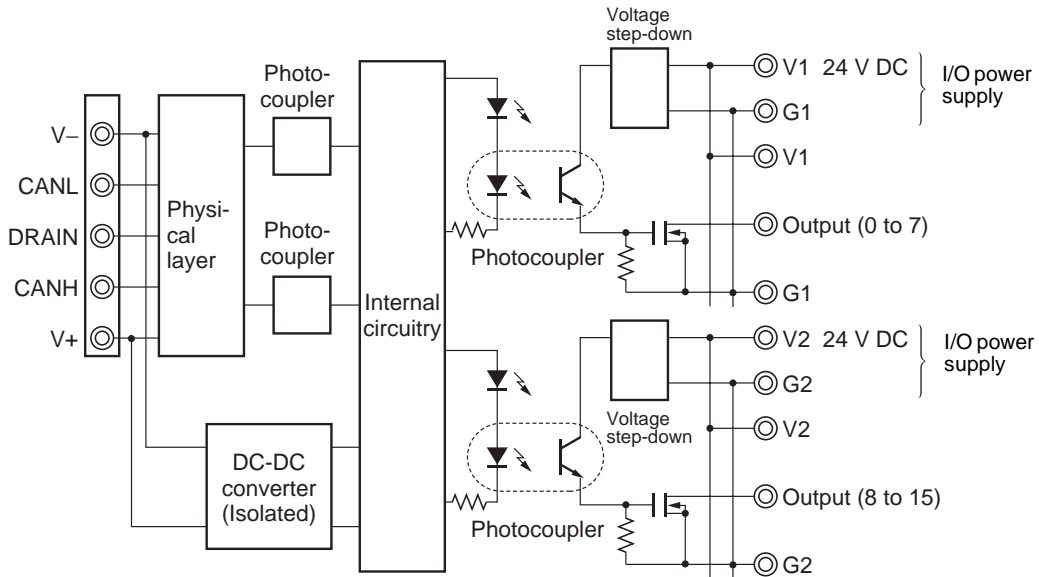 Voltage
step-down
V1 24 V DC
I/O power
supply
G1
V1
Photo-
coupler
V–
CANL
DRAIN
CANH
V+
Physi-
cal
layer
Photo-
coupler
Internal
circuitry
Photocoupler
Output (0 to 7)
G1
V2 24 V DC
I/O power
supply
G2
Voltage
step-down
V2
DC-DC
converter
(Isolated)
Photocoupler
Output (8 to 15)
G2